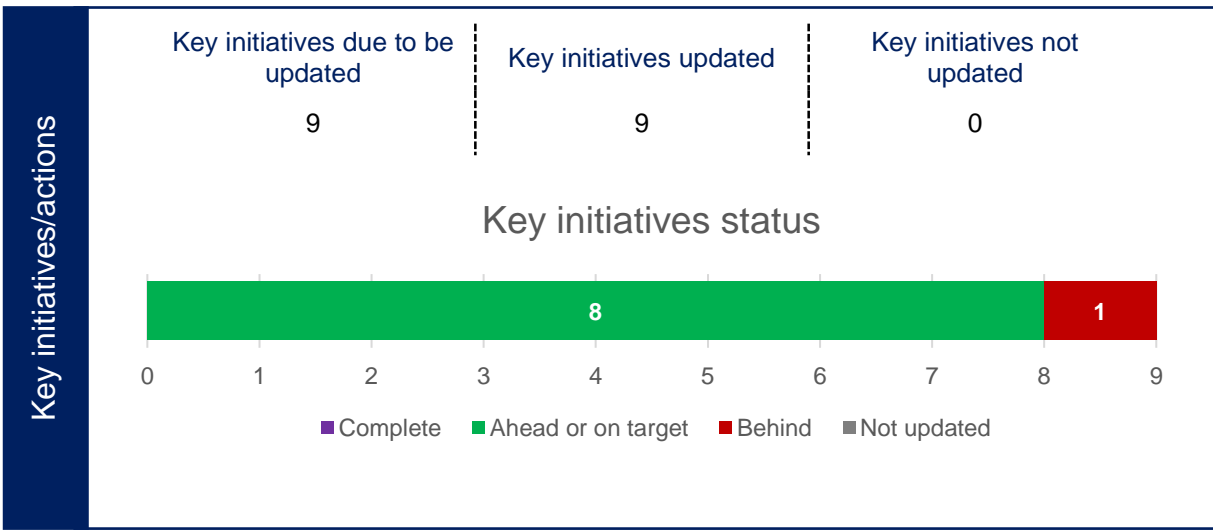 Key initiatives/actions
Key initiatives due to be
updated
9
Key initiatives updated
9
Key initiatives not
updated
0
Key initiatives status
8
1
0 1 2 3 4 5 6 7 8 9
Complete Ahead or on target Behind Not updated